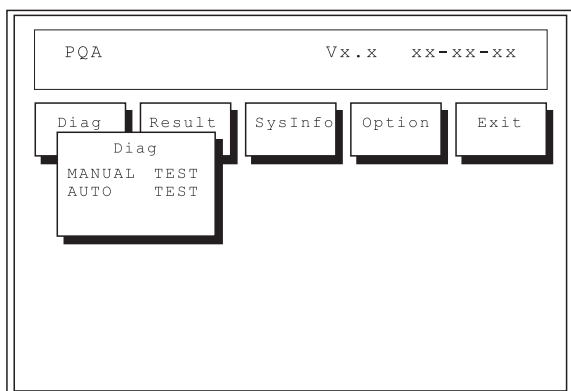 PQA Vx.x xx-xx-xx
Diag Result SysInfo Option Exit
Diag
MANUAL TEST
AUTO TEST